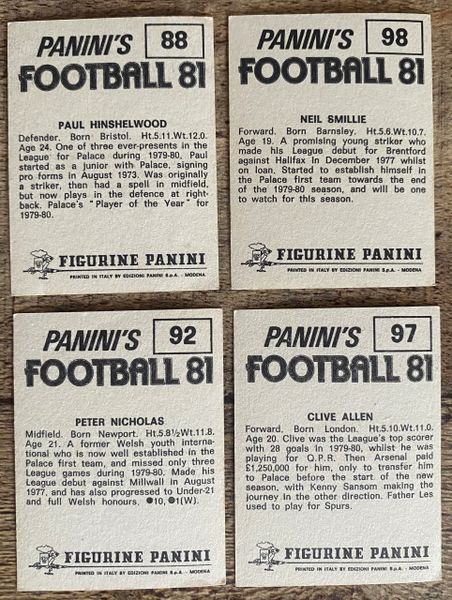 PANINI'S 88
FOOTBALL 81
PAUL HINSHELWOOD
Defender. Born Bristol. Ht.5.11.Wt.12.0.
Age 24. One of three ever-presents in the
League for Palace during 1979-80, Paul
started as a junior with Palace, signing
pro forms in August 1973. Was originally
a striker, then had a spell in midfield,
but now plays in the defence at right-
back. Palace's "Player of the Year" for
1979-80.
FIGURINE PANINI
PRINTED IN ITALY BY EDIZIONI PANINI S.p.A. - MODENA
PANINI'S 98
FOOTBALL 81
NEIL SMILLIE
Forward. Born Barnsley. Ht.5.6.Wt.10.7.
Age 19. A promising young striker who
made his League debut for Brentford
against Halifax in December 1977 whilst
on loan. Started to establish himself in
the Palace first team towards the end
of the 1979-80 season, and will be one
to watch for this season.
FIGURINE PANINI
PRINTED IN ITALY BY EDIZIONI PANINI S.p.A. - MODENA
PANINI'S 92
FOOTBALL 81
PETER NICHOLAS
Midfield. Born Newport. Ht.5.8½Wt.11.8.
Age 21. A former Welsh youth interna-
tional who is now well established in the
Palace first team, and missed only three
League games during 1979-80. Made his
League debut against Millwall in August
1977, and has also progressed to Under-21
and full Welsh honours. ●10, ●1(W).
FIGURINE PANINI
PRINTED IN ITALY BY EDIZIONI PANINI S.p.A. - MODENA
PANINI'S 97
FOOTBALL 81
CLIVE ALLEN
Forward. Born London. Ht.5.10.Wt.11.0.
Age 20. Clive was the League's top scorer
with 28 goals in 1979-80, whilst he was
playing for Q.P.R. Then Arsenal paid
£1,250,000 for him, only to transfer him
to Palace before the start of the new
season, with Kenny Sansom making the
journey in the other direction. Father Les
used to play for Spurs.
FIGURINE PANINI
PRINTED IN ITALY BY EDIZIONI PANINI S.p.A. - MODENA